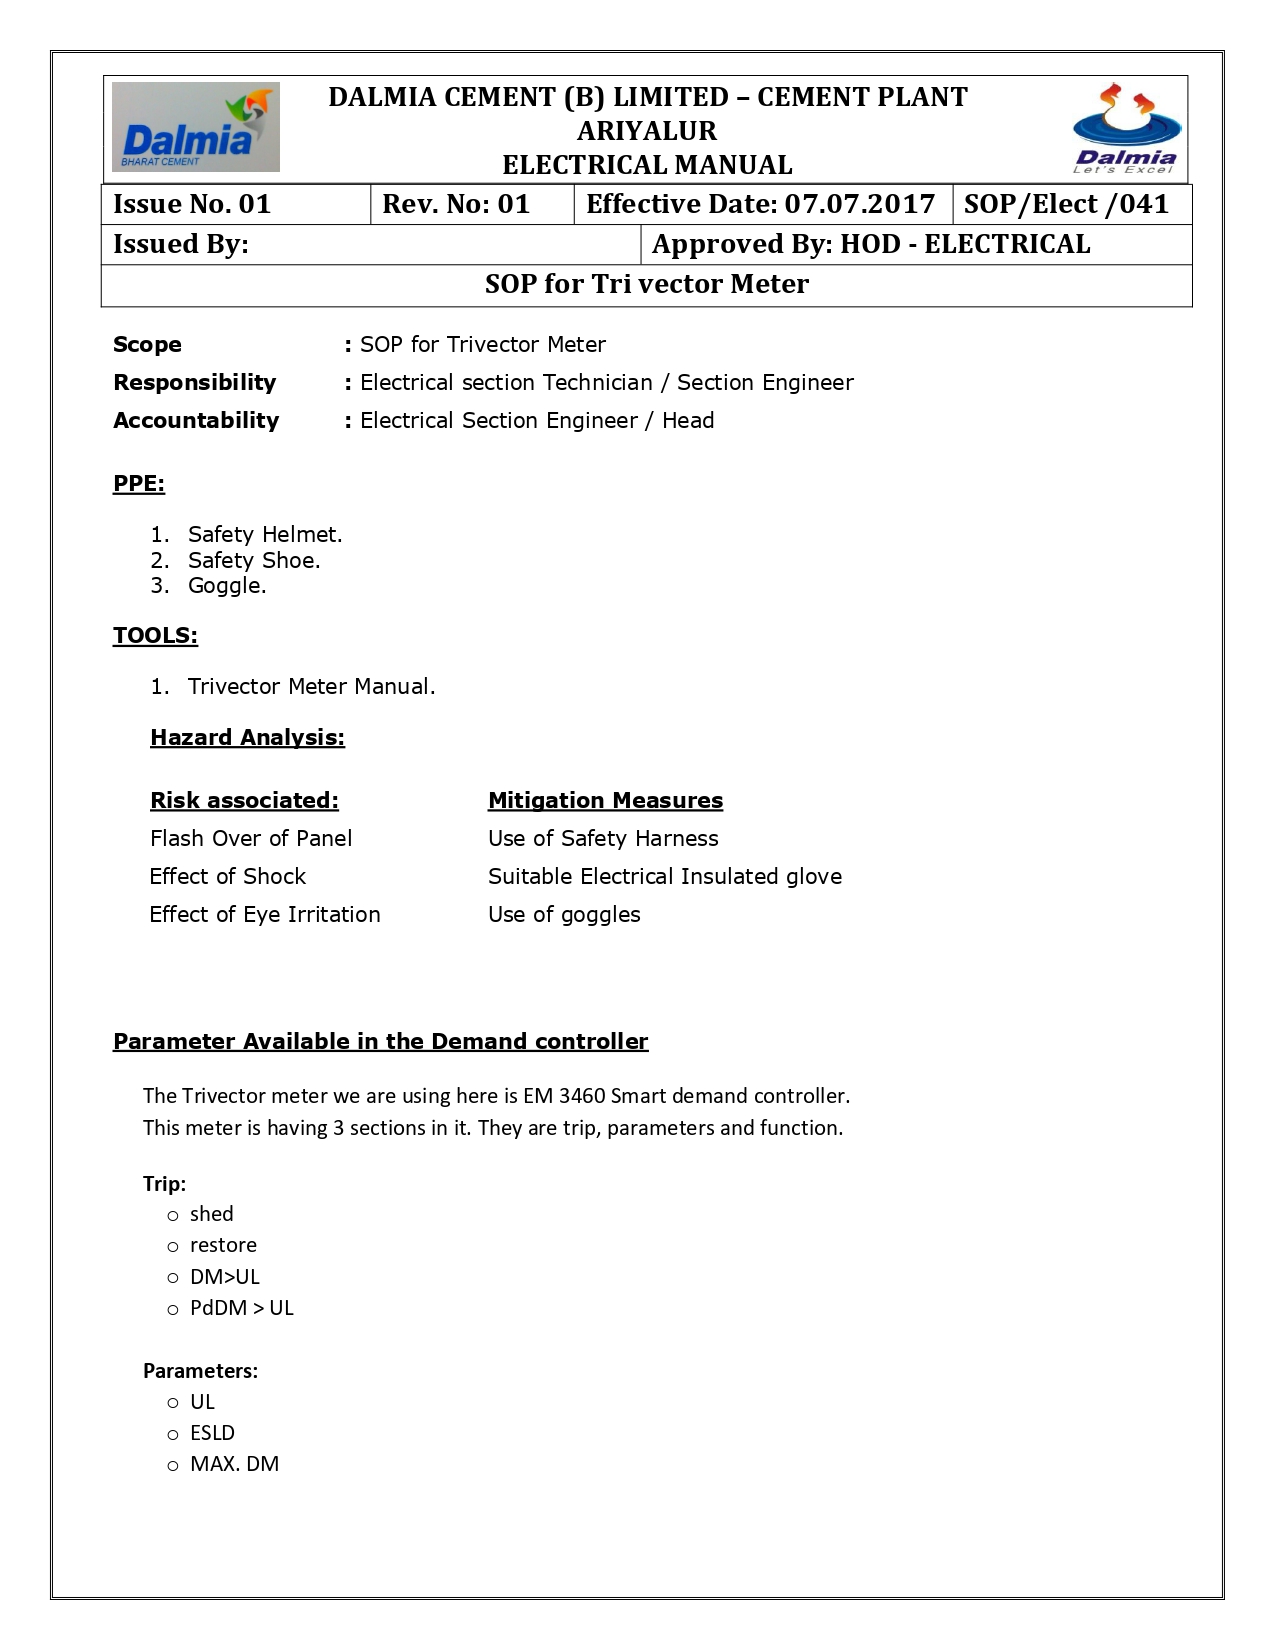 Dalmia
BHARAT CEMENT
DALMIA CEMENT (B) LIMITED – CEMENT PLANT
ARIYALUR
ELECTRICAL MANUAL
Dalmia
Let's Excel
Issue No. 01 Rev. No: 01 Effective Date: 07.07.2017 SOP/Elect /041
Issued By: Approved By: HOD - ELECTRICAL
SOP for Tri vector Meter
Scope : SOP for Trivector Meter
Responsibility : Electrical section Technician / Section Engineer
Accountability : Electrical Section Engineer / Head
PPE:
1. Safety Helmet.
2. Safety Shoe.
3. Goggle.
TOOLS:
1. Trivector Meter Manual.
Hazard Analysis:
Risk associated: Mitigation Measures
Flash Over of Panel Use of Safety Harness
Effect of Shock Suitable Electrical Insulated glove
Effect of Eye Irritation Use of goggles
Parameter Available in the Demand controller
The Trivector meter we are using here is EM 3460 Smart demand controller.
This meter is having 3 sections in it. They are trip, parameters and function.
Trip:
o shed
o restore
o DM>UL
o PdDM > UL
Parameters:
o UL
o ESLD
o MAX. DM